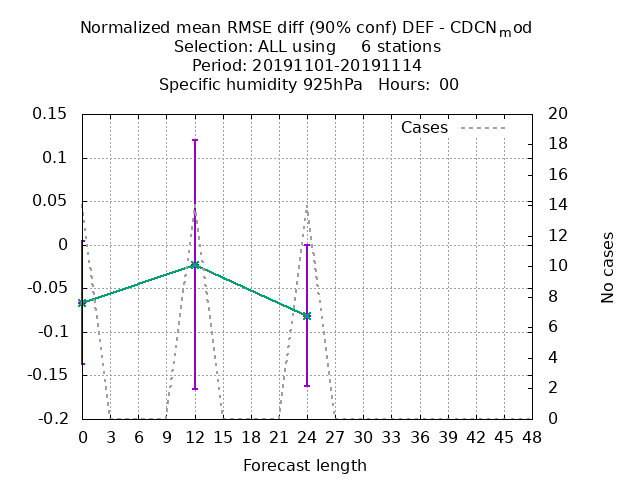 Normalized mean RMSE diff (90% conf) DEF - CDCNmod
Selection: ALL using 6 stations
Period: 20191101-20191114
Specific humidity 925hPa Hours: 00
Cases
0.15
0.1
0.05
0
-0.05
-0.1
-0.15
-0.2
20
18
16
14
12
10
8
6
4
2
0
No cases
0 3 6 9 12 15 18 21 24 27 30 33 36 39 42 45 48
Forecast length